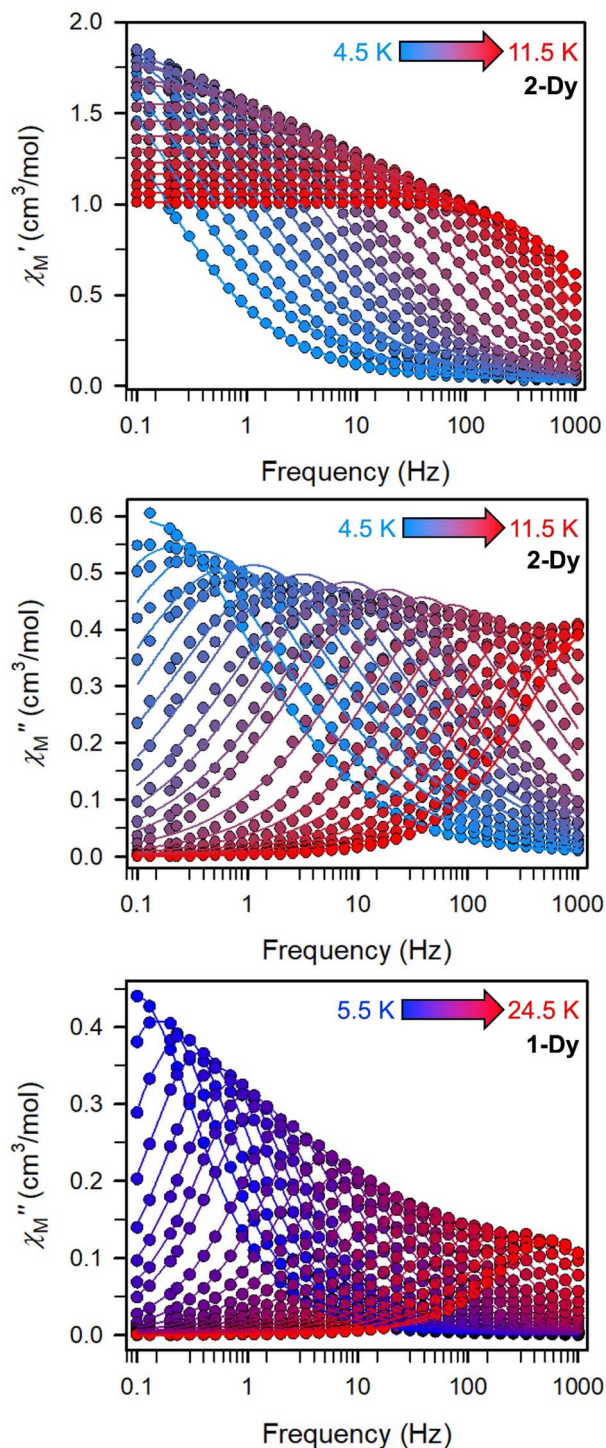 2.0
4.5 K 11.5 K
2-Dy
1.5
1.0
0.5
0.0
χM′ (cm³/mol)
0.1 1 10 100 1000
Frequency (Hz)
0.6
4.5 K 11.5 K
2-Dy
0.5
0.4
0.3
0.2
0.1
0.0
χM″ (cm³/mol)
0.1 1 10 100 1000
Frequency (Hz)
5.5 K 24.5 K
1-Dy
0.4
0.3
0.2
0.1
0.0
χM″ (cm³/mol)
0.1 1 10 100 1000
Frequency (Hz)